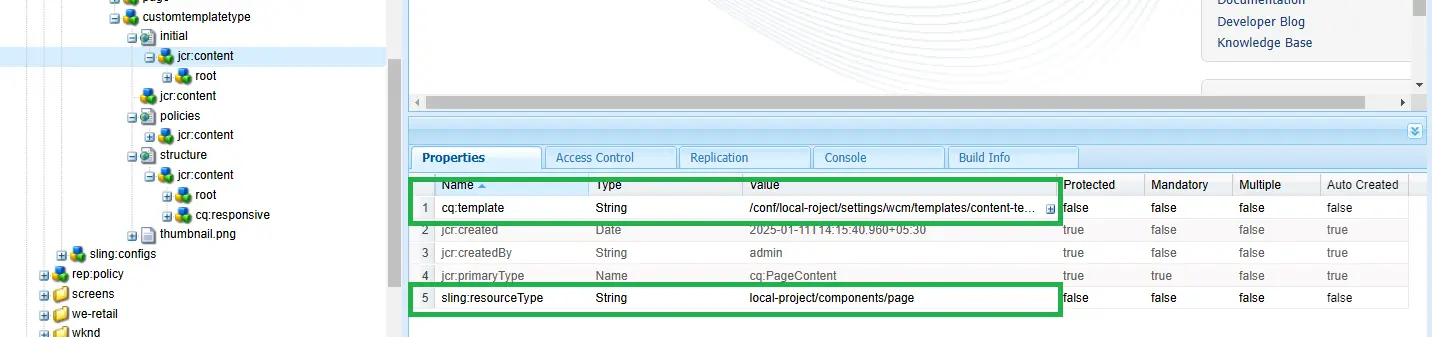 page
customtemplatetype
initial
jcr:content
root
jcr:content
policies
jcr:content
structure
jcr:content
root
cq:responsive
thumbnail.png
sling:configs
rep:policy
screens
we-retail
wknd
Documentation
Developer Blog
Knowledge Base
Properties Access Control Replication Console Build Info
Name Type Value Protected Mandatory Multiple Auto Created
1 cq:template String /conf/local-roject/settings/wcm/templates/content-te... false false false false
2 jcr:created Date 2025-01-11T14:15:40.960+05:30 true false false true
3 jcr:createdBy String admin true false false true
4 jcr:primaryType Name cq:PageContent true true false true
5 sling:resourceType String local-project/components/page false false false false